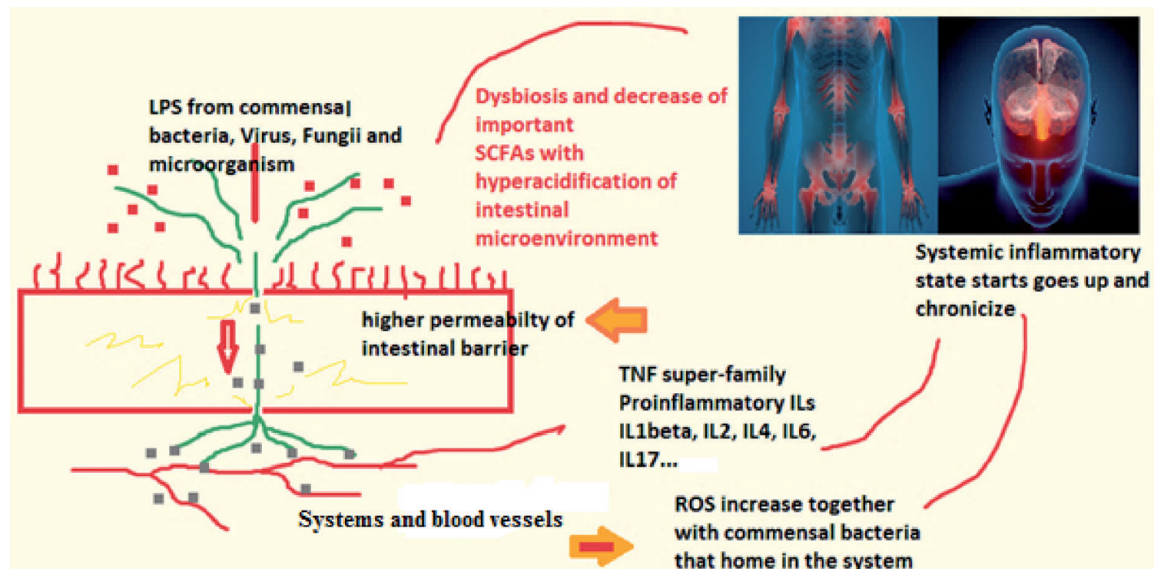 LPS from commensal
bacteria, Virus, Fungii and
microorganism
Dysbiosis and decrease of
important
SCFAs with
hyperacidification of
intestinal
microenvironment
Systemic inflammatory
state starts goes up and
chronicize
higher permeabilty of
intestinal barrier
TNF super-family
Proinflammatory ILs
IL1beta, IL2, IL4, IL6,
IL17...
Systems and blood vessels
ROS increase together
with commensal bacteria
that home in the system